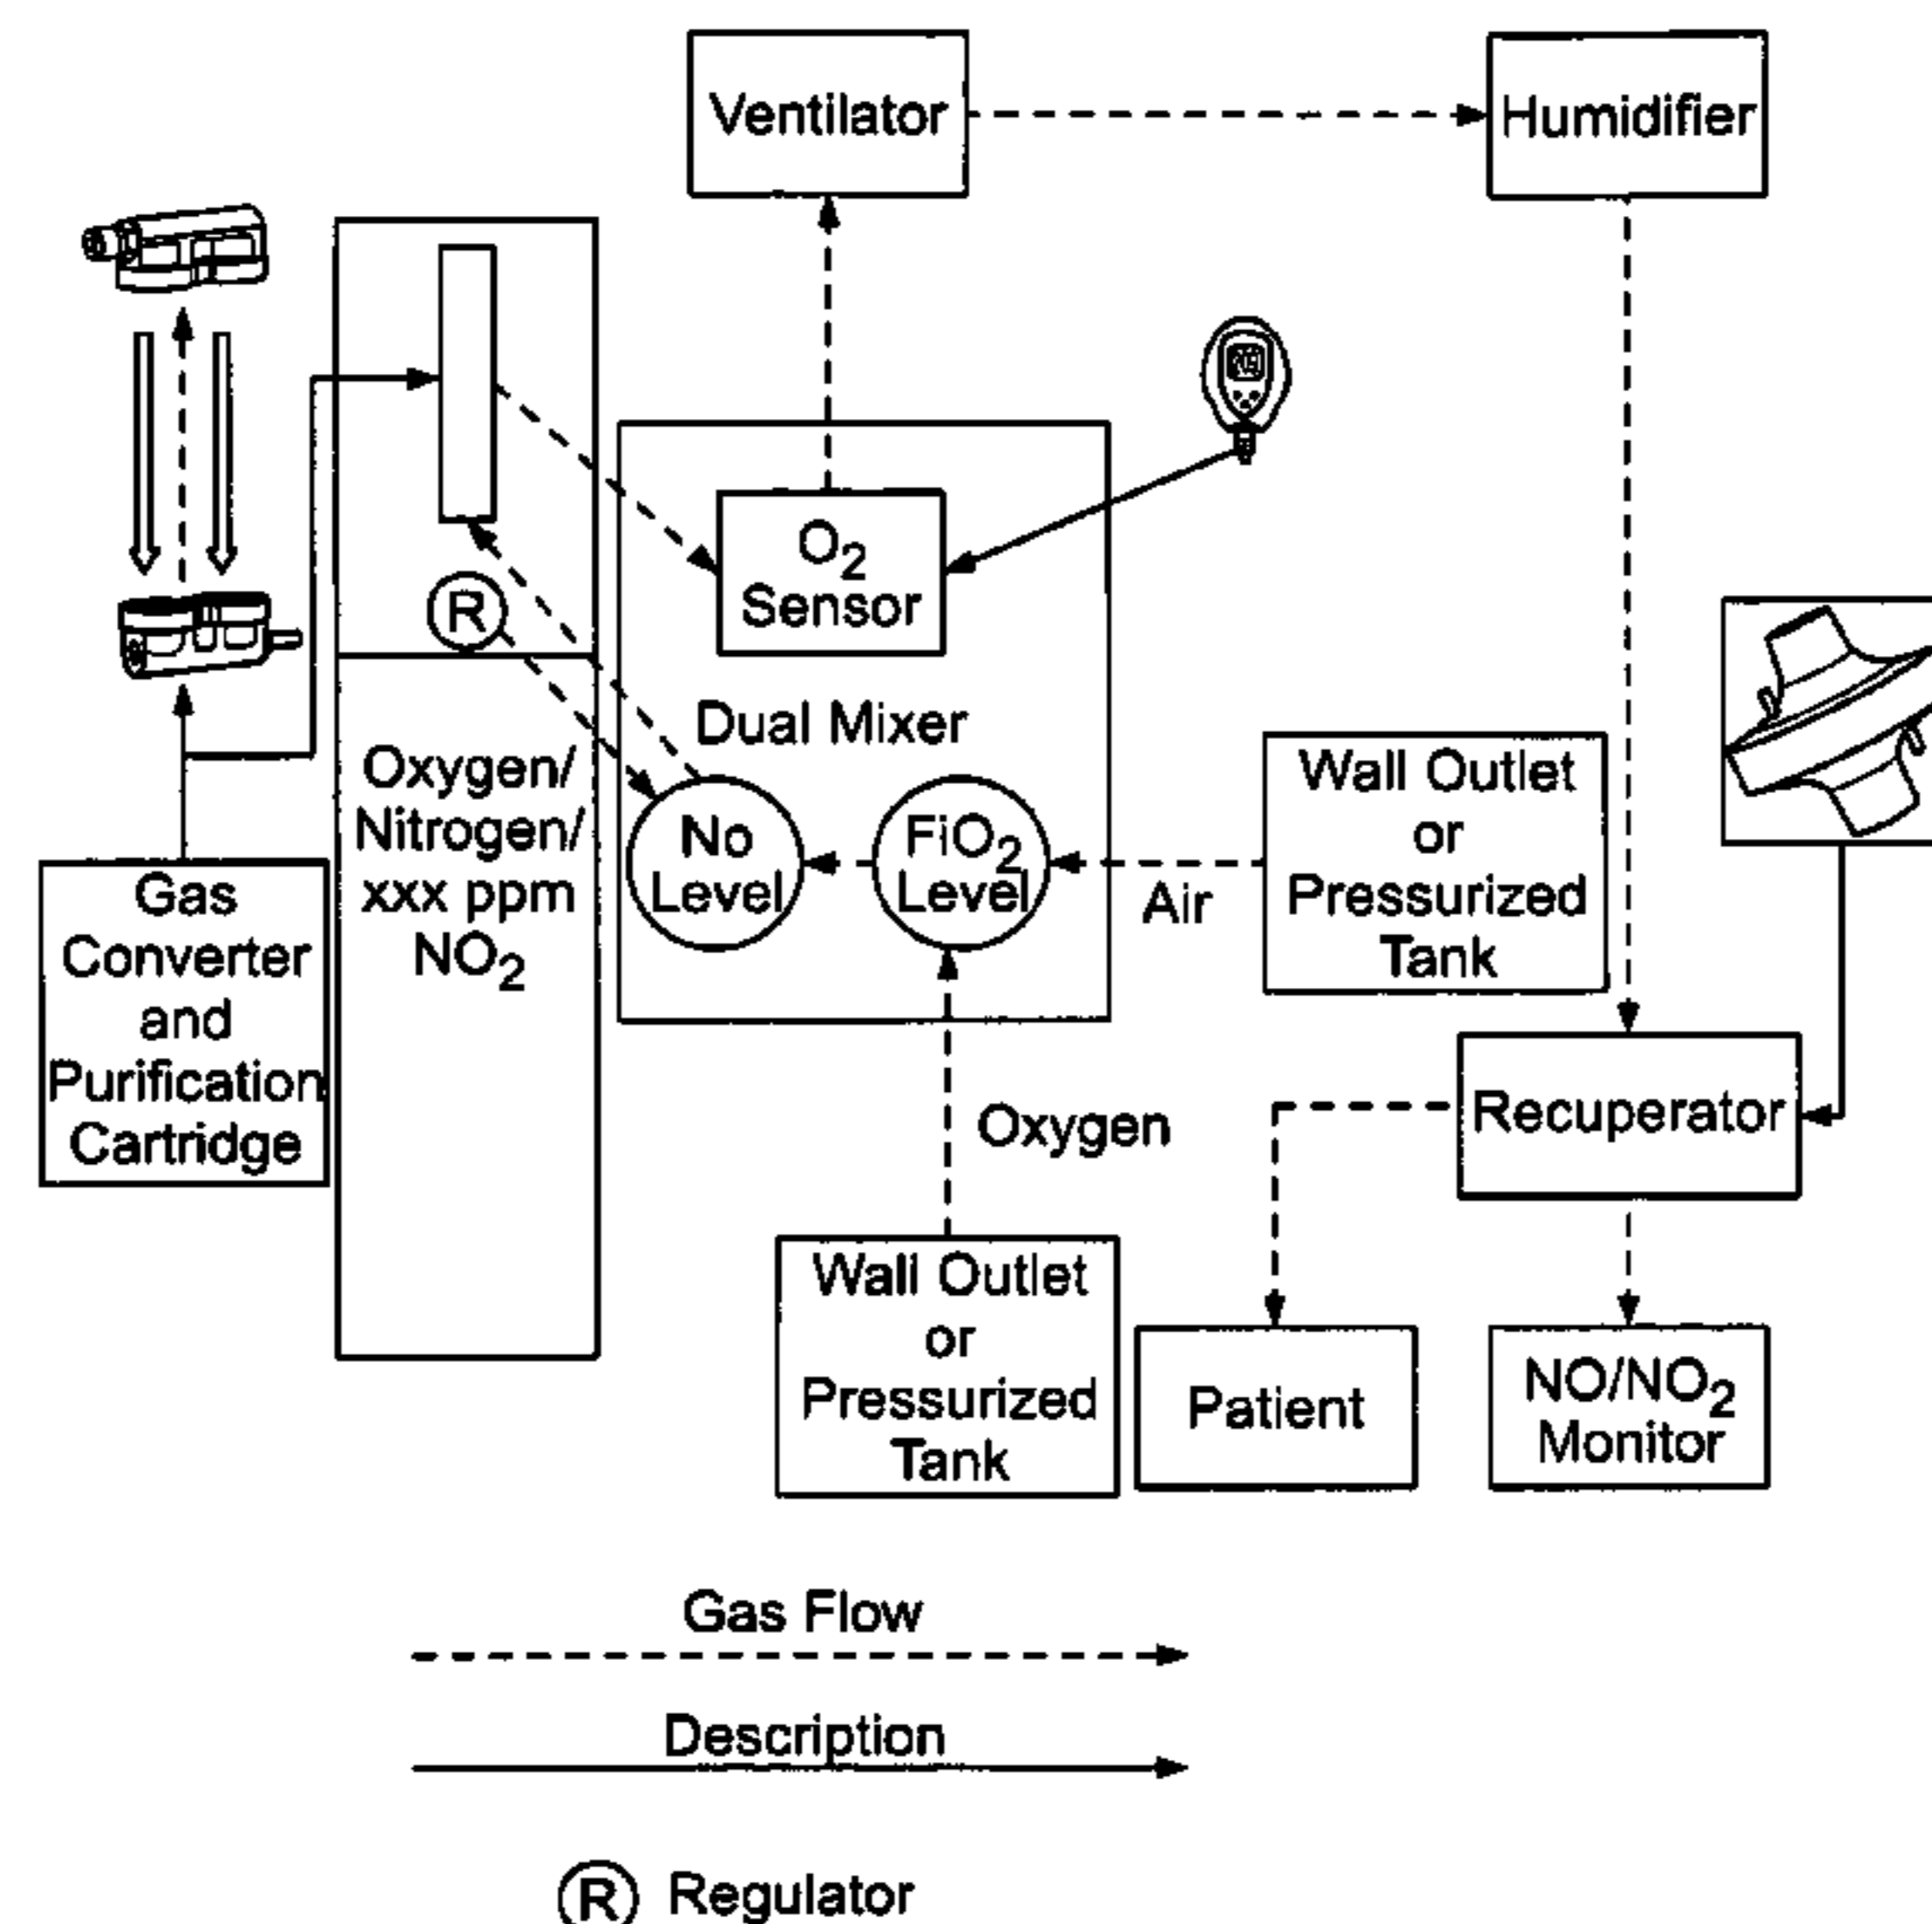 Ventilator
Humidifier
O2
Sensor
R
Dual Mixer
Oxygen/
Nitrogen/
xxx ppm
NO2
No
Level
FiO2
Level
Air
Wall Outlet
or
Pressurized
Tank
Gas
Converter
and
Purification
Cartridge
Recuperator
Oxygen
Wall Outlet
or
Pressurized
Tank
Patient
NO/NO2
Monitor
Gas Flow
Description
R Regulator